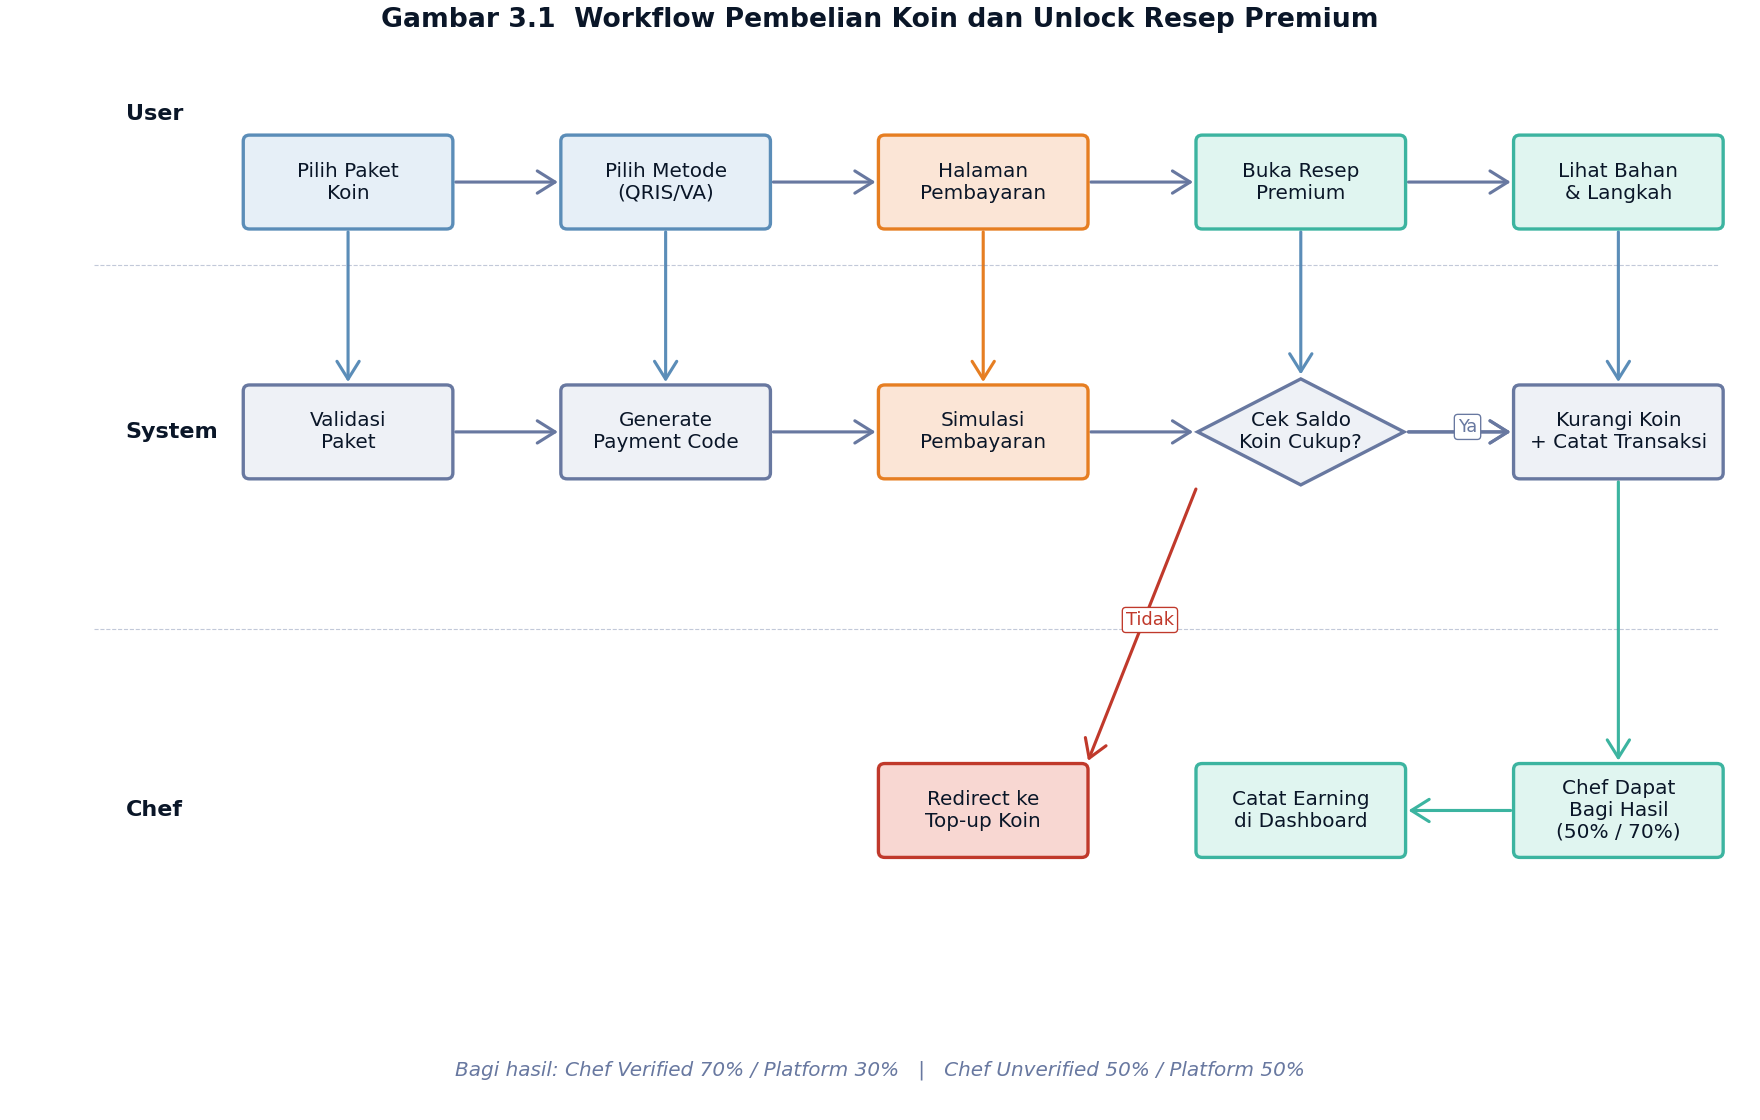 Gambar 3.1  Workflow Pembelian Koin dan Unlock Resep Premium
User
Pilih Paket
Koin
Pilih Metode
(QRIS/VA)
Halaman
Pembayaran
Buka Resep
Premium
Lihat Bahan
& Langkah
System
Validasi
Paket
Generate
Payment Code
Simulasi
Pembayaran
Cek Saldo
Koin Cukup?
Ya
Kurangi Koin
+ Catat Transaksi
Tidak
Chef
Redirect ke
Top-up Koin
Catat Earning
di Dashboard
Chef Dapat
Bagi Hasil
(50% / 70%)
Bagi hasil: Chef Verified 70% / Platform 30%   |   Chef Unverified 50% / Platform 50%